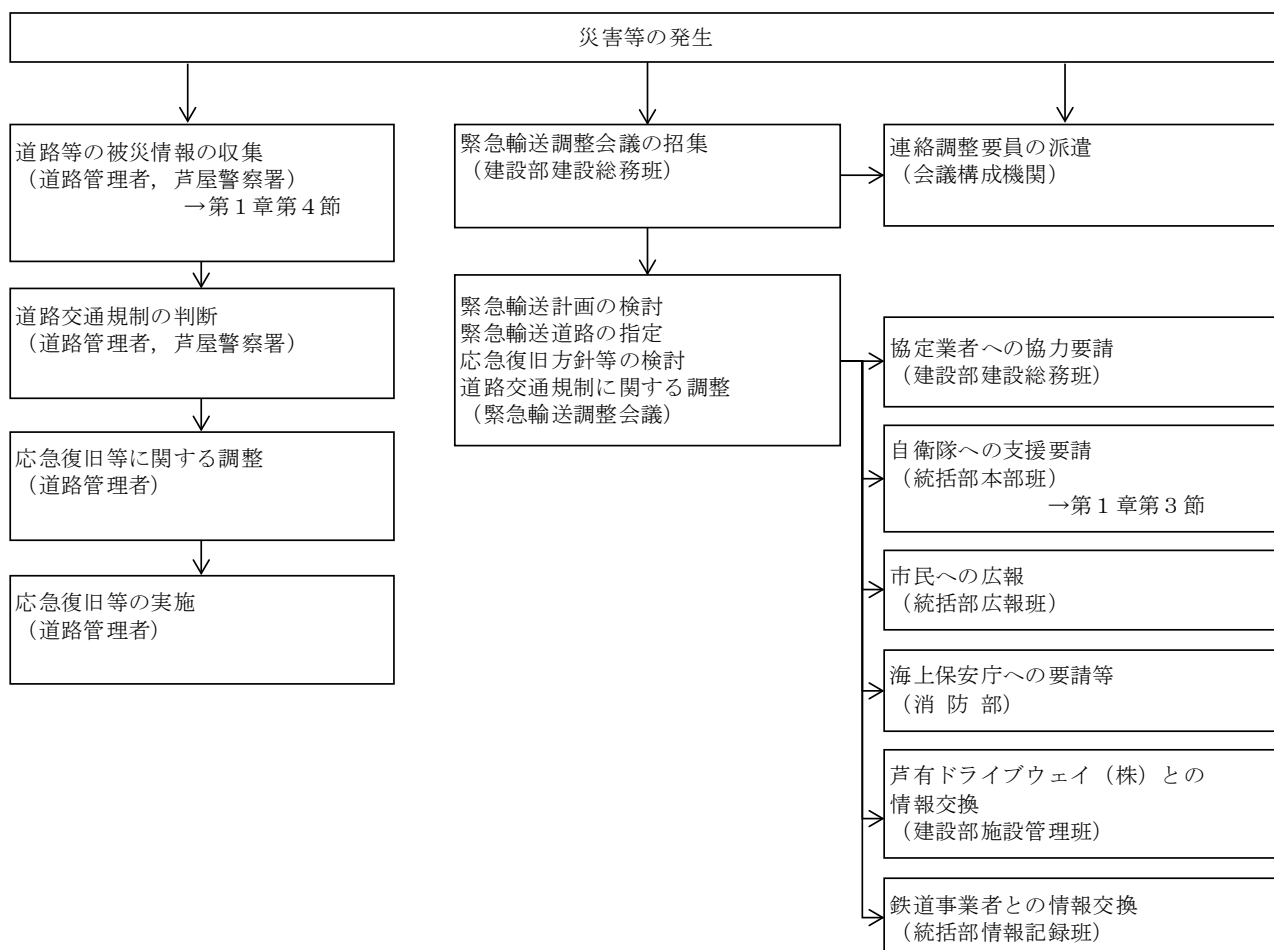 災害等の発生
道路等の被災情報の収集
（道路管理者，芦屋警察署）
→第１章第４節
道路交通規制の判断
（道路管理者，芦屋警察署）
応急復旧等に関する調整
（道路管理者）
応急復旧等の実施
（道路管理者）
緊急輸送調整会議の招集
（建設部建設総務班）
緊急輸送計画の検討
緊急輸送道路の指定
応急復旧方針等の検討
道路交通規制に関する調整
（緊急輸送調整会議）
連絡調整要員の派遣
（会議構成機関）
協定業者への協力要請
（建設部建設総務班）
自衛隊への支援要請
（統括部本部班）
→第１章第３節
市民への広報
（統括部広報班）
海上保安庁への要請等
（消 防 部）
芦有ドライブウェイ（株）との
情報交換
（建設部施設管理班）
鉄道事業者との情報交換
（統括部情報記録班）